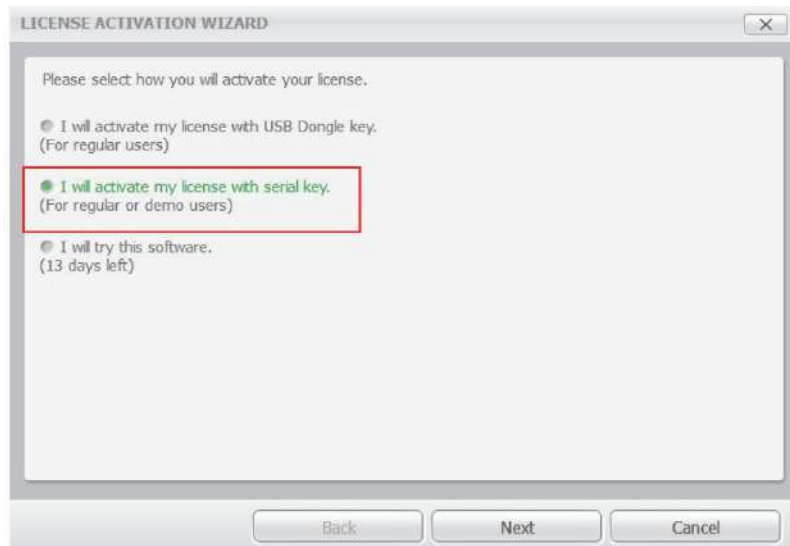 LICENSE ACTIVATION WIZARD
Please select how you will activate your license.
I will activate my license with USB Dongle key.
(For regular users)
I will activate my license with serial key.
(For regular or demo users)
I will try this software.
(13 days left)
Back Next Cancel